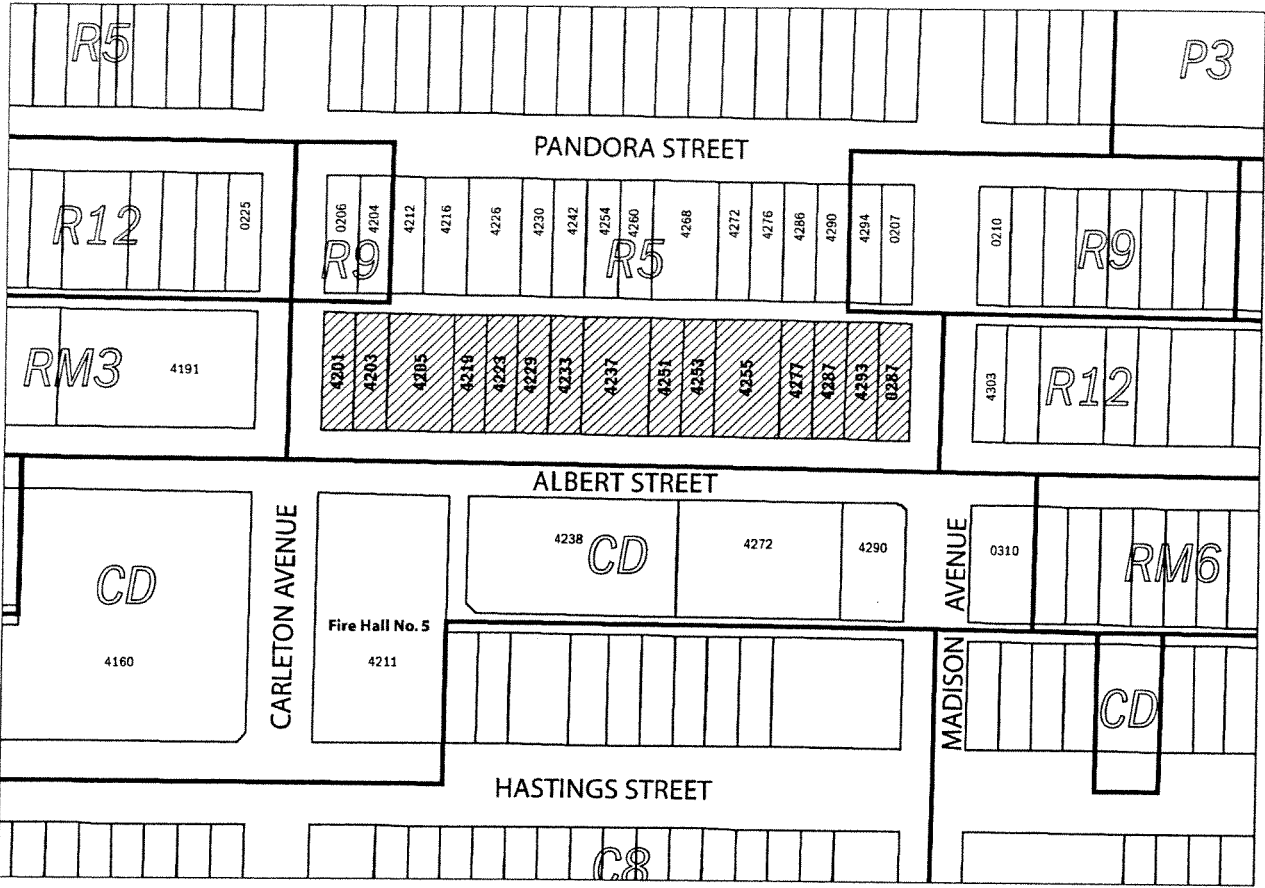 R5
P3
PANDORA STREET
R12
0225
0206
4204
R9
4212
4216
4226
4230
4242
4254
4260
R5
4268
4272
4276
4286
4290
4294
0207
0210
R9
RM3
4191
4201
4203
4205
4219
4223
4229
4233
4237
4251
4253
4255
4277
4287
4293
0287
4303
R12
ALBERT STREET
CD
4160
CARLETON AVENUE
Fire Hall No. 5
4211
4238
CD
4272
4290
MADISON AVENUE
0310
RM6
CD
HASTINGS STREET
C8